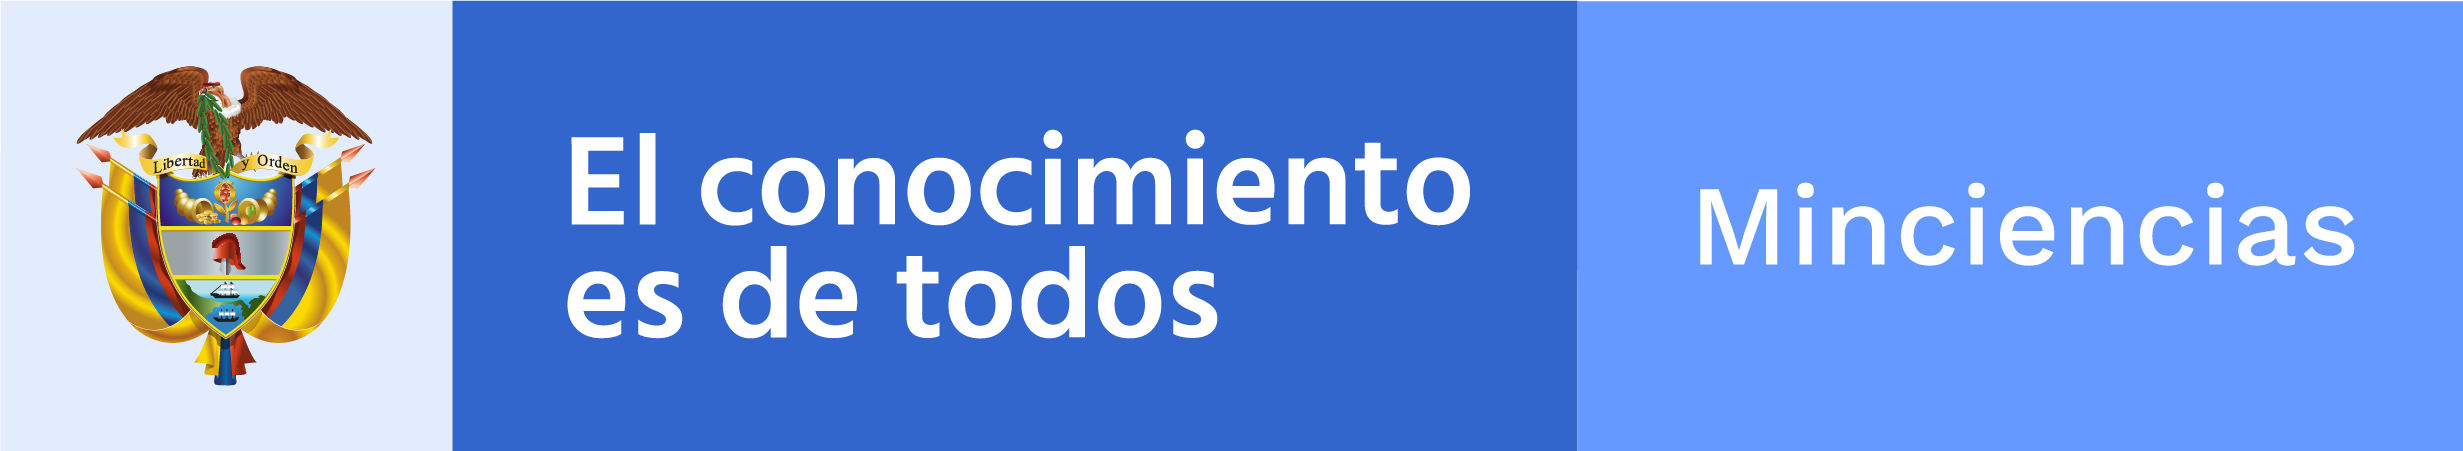 Libertad y Orden
El conocimiento
es de todos
Minciencias